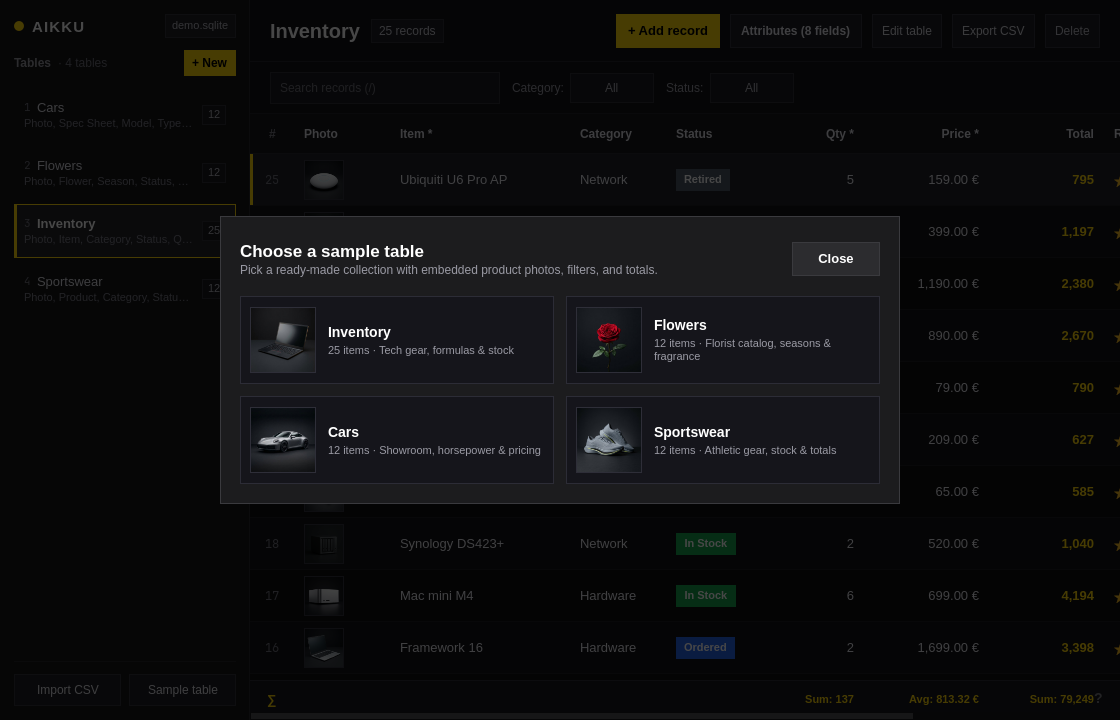 AIKKU
demo.sqlite
Tables · 4 tables
+ New
1 Cars
12
Photo, Spec Sheet, Model, Type…
2 Flowers
12
Photo, Flower, Season, Status, …
3 Inventory
25
Photo, Item, Category, Status, Q…
4 Sportswear
12
Photo, Product, Category, Statu…
Import CSV
Sample table
Inventory
25 records
+ Add record
Attributes (8 fields)
Edit table
Export CSV
Delete
Search records (/)
Category:
All
Status:
All
# Photo Item * Category Status Qty * Price * Total
25 Ubiquiti U6 Pro AP Network Retired 5 159.00 € 795
399.00 € 1,197
1,190.00 € 2,380
890.00 € 2,670
79.00 € 790
209.00 € 627
65.00 € 585
18 Synology DS423+ Network In Stock 2 520.00 € 1,040
17 Mac mini M4 Hardware In Stock 6 699.00 € 4,194
16 Framework 16 Hardware Ordered 2 1,699.00 € 3,398
∑ Sum: 137 Avg: 813.32 € Sum: 79,249 ?
Choose a sample table
Pick a ready-made collection with embedded product photos, filters, and totals.
Close
Inventory
25 items · Tech gear, formulas & stock
Flowers
12 items · Florist catalog, seasons &
fragrance
Cars
12 items · Showroom, horsepower & pricing
Sportswear
12 items · Athletic gear, stock & totals